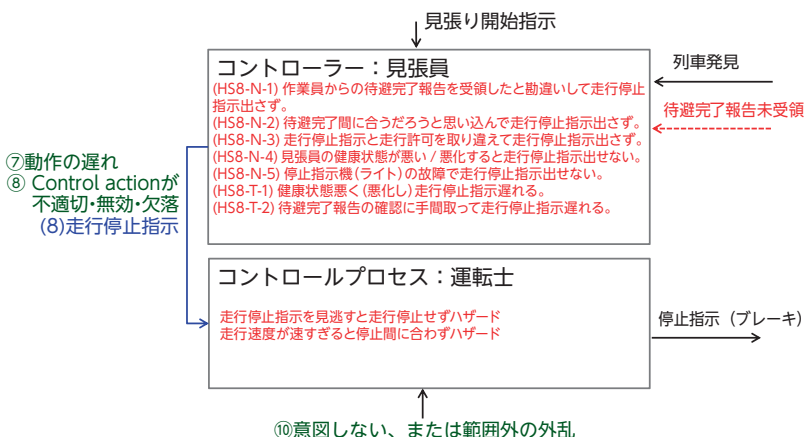 見張り開始指示
コントローラー：見張員
(HS8-N-1) 作業員からの待避完了報告を受領したと勘違いして走行停止
指示出さず。
(HS8-N-2) 待避完了間に合うだろうと思い込んで走行停止指示出さず。
(HS8-N-3) 走行停止指示と走行許可を取り違えて走行停止指示出さず。
(HS8-N-4) 見張員の健康状態が悪い / 悪化すると走行停止指示出せない。
(HS8-N-5) 停止指示機(ライト)の故障で走行停止指示出せない。
(HS8-T-1) 健康状態悪く(悪化し)走行停止指示遅れる。
(HS8-T-2) 待避完了報告の確認に手間取って走行停止指示遅れる。
列車発見
待避完了報告未受領
⑦動作の遅れ
⑧ Control actionが
不適切・無効・欠落
(8)走行停止指示
コントロールプロセス：運転士
走行停止指示を見逃すと走行停止せずハザード
走行速度が速すぎると停止間に合わずハザード
停止指示（ブレーキ）
⑩意図しない、または範囲外の外乱